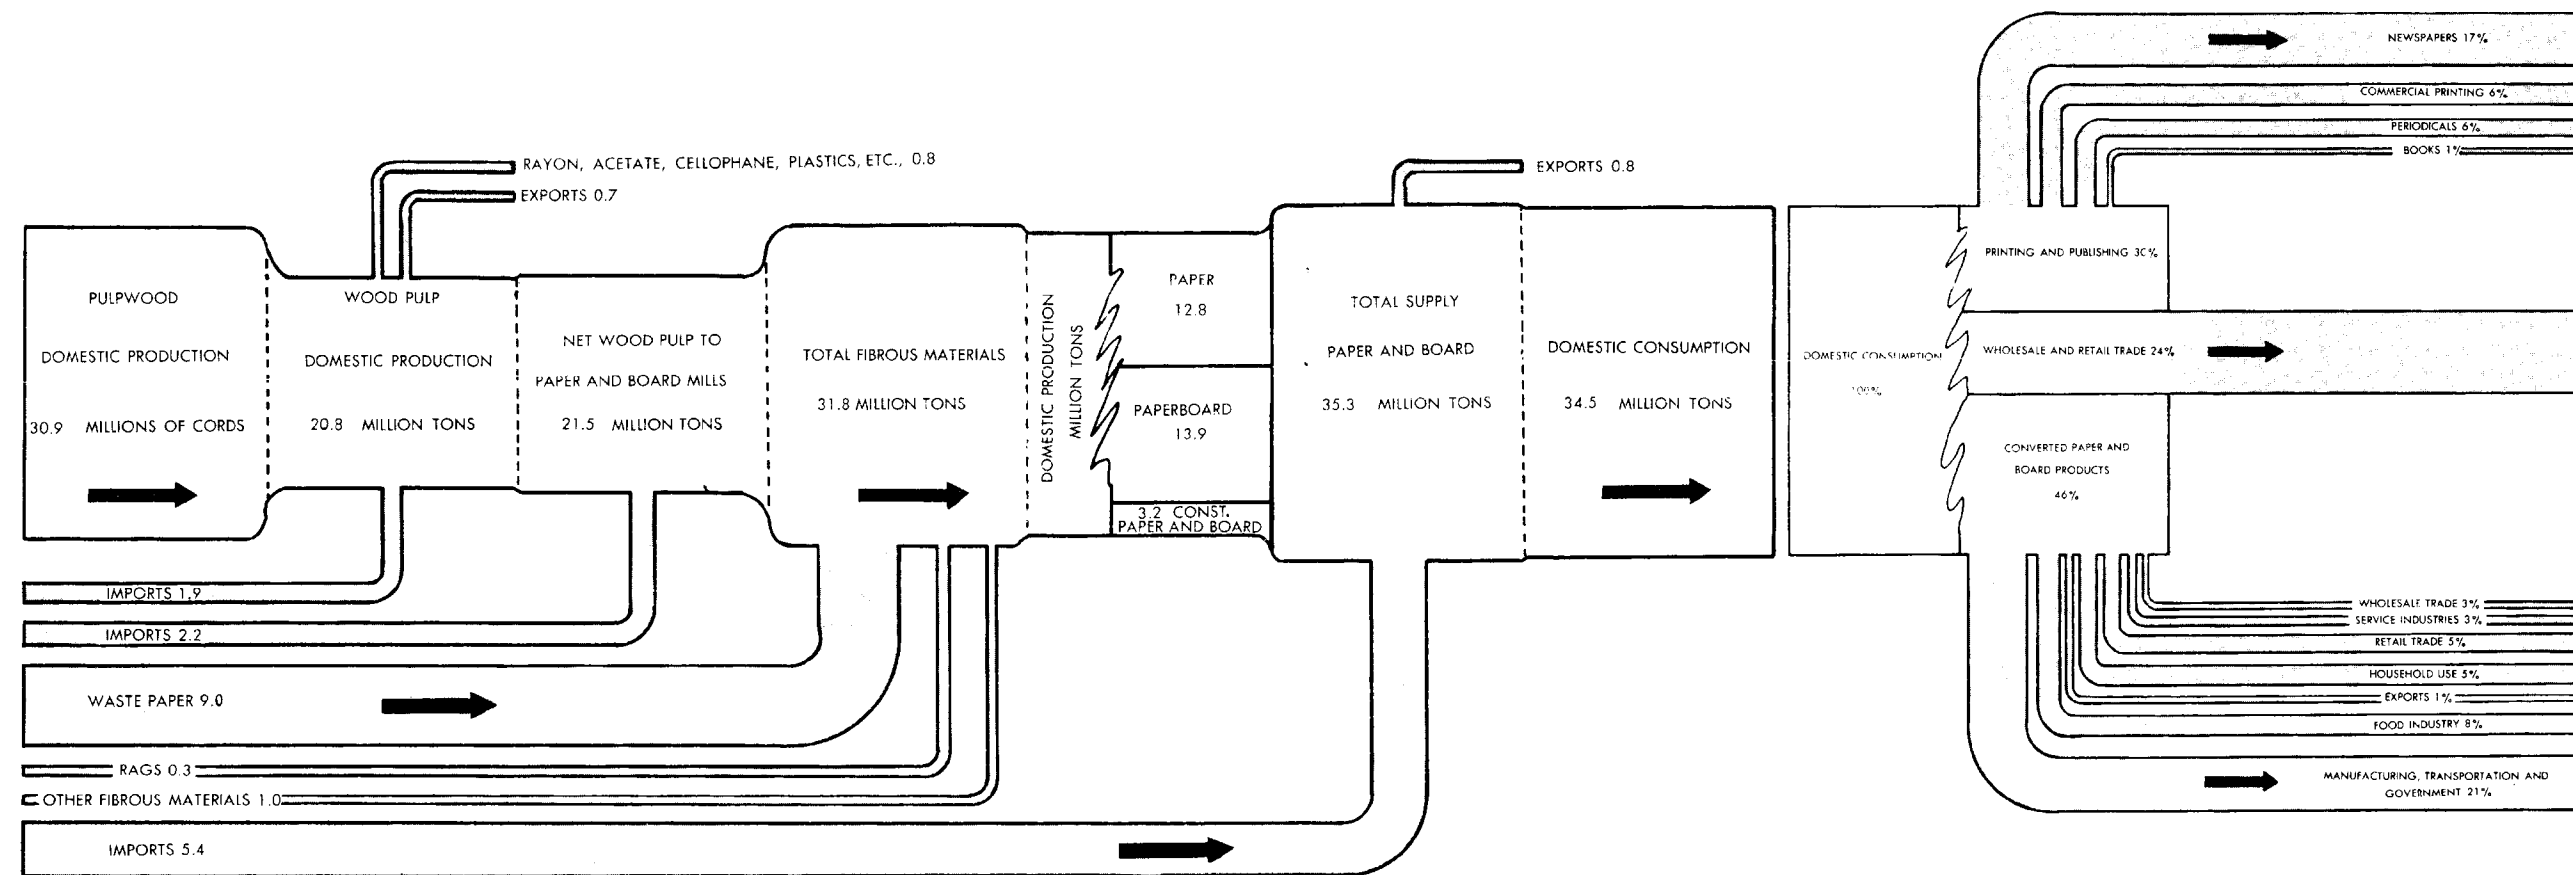 RAYON, ACETATE, CELLOPHANE, PLASTICS, ETC., 0.8
EXPORTS 0.7
PULPWOOD
DOMESTIC PRODUCTION
30.9 MILLIONS OF CORDS
WOOD PULP
DOMESTIC PRODUCTION
20.8 MILLION TONS
NET WOOD PULP TO
PAPER AND BOARD MILLS
21.5 MILLION TONS
TOTAL FIBROUS MATERIALS
31.8 MILLION TONS
DOMESTIC PRODUCTION
MILLION TONS
PAPER
12.8
PAPERBOARD
13.9
3.2 CONST.
PAPER AND BOARD
EXPORTS 0.8
TOTAL SUPPLY
PAPER AND BOARD
35.3 MILLION TONS
DOMESTIC CONSUMPTION
34.5 MILLION TONS
IMPORTS 1.9
IMPORTS 2.2
WASTE PAPER 9.0
RAGS 0.3
OTHER FIBROUS MATERIALS 1.0
IMPORTS 5.4
DOMESTIC CONSUMPTION
100%
PRINTING AND PUBLISHING 30%
WHOLESALE AND RETAIL TRADE 24%
CONVERTED PAPER AND
BOARD PRODUCTS
46%
NEWSPAPERS 17%
COMMERCIAL PRINTING 6%
PERIODICALS 6%
BOOKS 1%
WHOLESALE TRADE 3%
SERVICE INDUSTRIES 3%
RETAIL TRADE 5%
HOUSEHOLD USE 5%
EXPORTS 1%
FOOD INDUSTRY 8%
MANUFACTURING, TRANSPORTATION AND
GOVERNMENT 21%